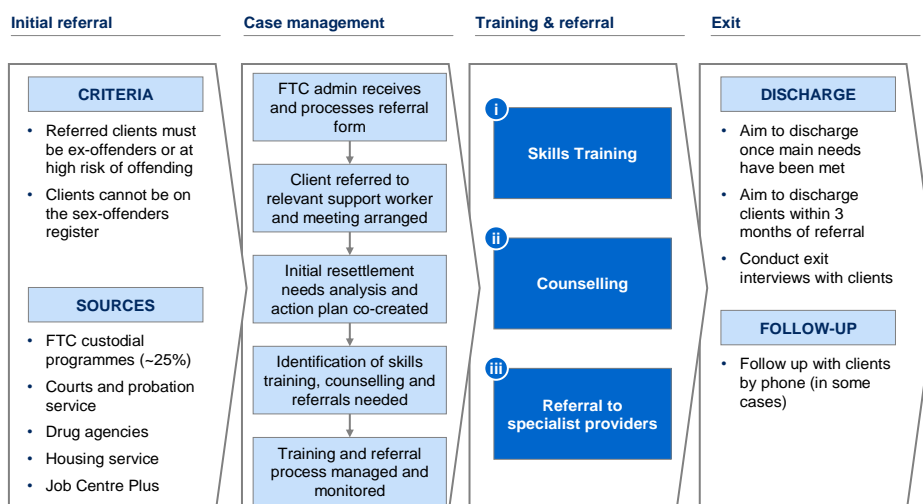 Initial referral
Case management
Training & referral
Exit
CRITERIA
• Referred clients must
be ex-offenders or at
high risk of offending
• Clients cannot be on
the sex-offenders
register
SOURCES
• FTC custodial
programmes (~25%)
• Courts and probation
service
• Drug agencies
• Housing service
• Job Centre Plus
FTC admin receives
and processes referral
form
Client referred to
relevant support worker
and meeting arranged
Initial resettlement
needs analysis and
action plan co-created
Identification of skills
training, counselling and
referrals needed
Training and referral
process managed and
monitored
i
Skills Training
ii
Counselling
iii
Referral to
specialist providers
DISCHARGE
• Aim to discharge
once main needs
have been met
• Aim to discharge
clients within 3
months of referral
• Conduct exit
interviews with clients
FOLLOW-UP
• Follow up with clients
by phone (in some
cases)